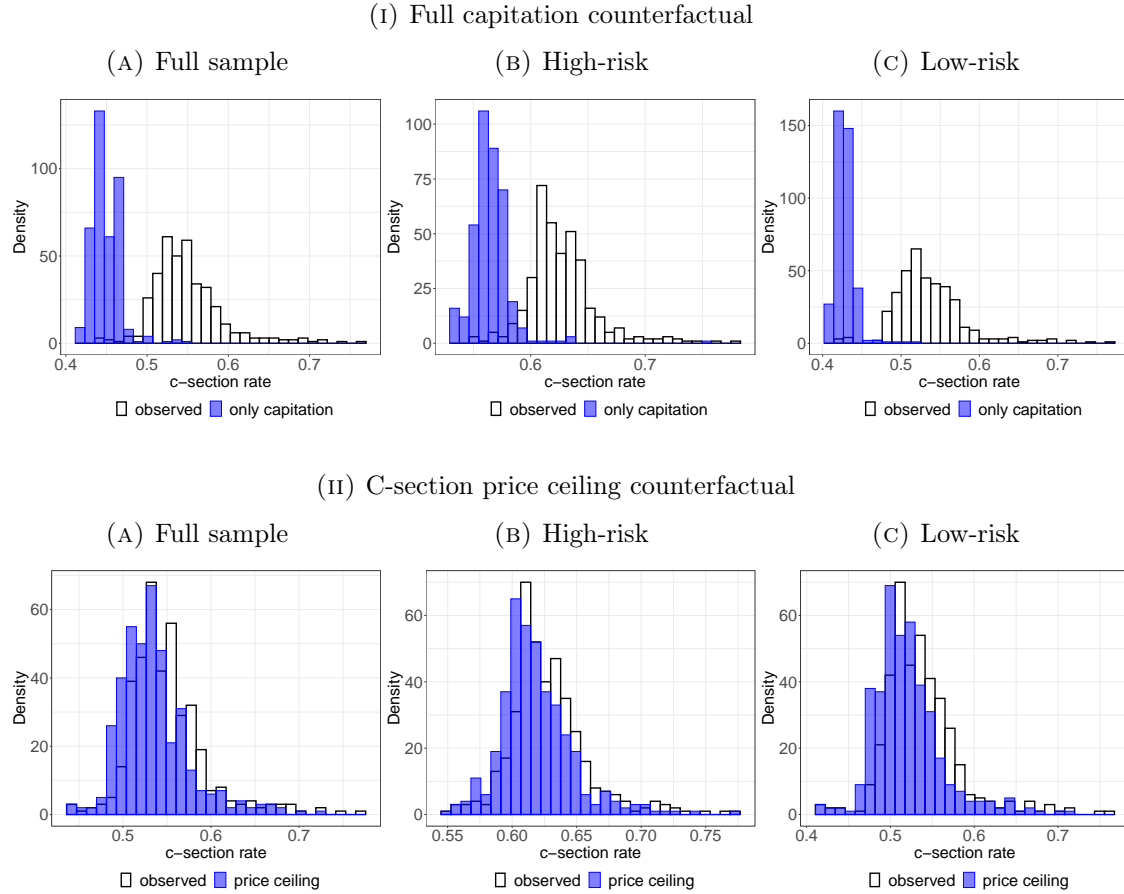 (I) Full capitation counterfactual
(A) Full sample
(B) High-risk
(C) Low-risk
Density
100
50
0
0.4
0.5
0.6
0.7
c−section rate
observed
only capitation
Density
100
75
50
25
0
0.6
0.7
c−section rate
observed
only capitation
Density
150
100
50
0
0.4
0.5
0.6
0.7
c−section rate
observed
only capitation
(II) C-section price ceiling counterfactual
(A) Full sample
(B) High-risk
(C) Low-risk
Density
60
40
20
0
0.5
0.6
0.7
c−section rate
observed
price ceiling
Density
60
40
20
0
0.55
0.60
0.65
0.70
0.75
c−section rate
observed
price ceiling
Density
60
40
20
0
0.4
0.5
0.6
0.7
c−section rate
observed
price ceiling